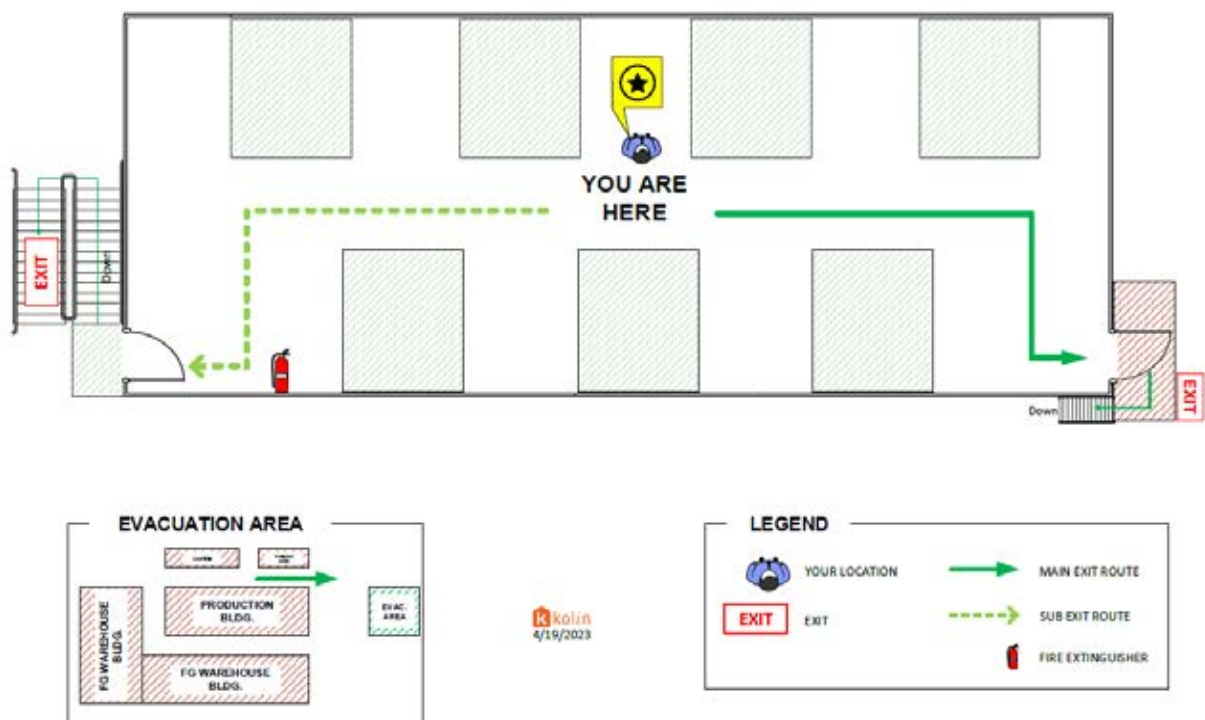 YOU ARE
HERE
EXIT
Down
Down
EXIT
EVACUATION AREA
PRODUCTION
BLDG.
EVAC.
AREA
FG WAREHOUSE
BLDG.
FG WAREHOUSE
BLDG.
kolin
4/19/2023
LEGEND
YOUR LOCATION
MAIN EXIT ROUTE
EXIT
EXIT
SUB EXIT ROUTE
FIRE EXTINGUISHER